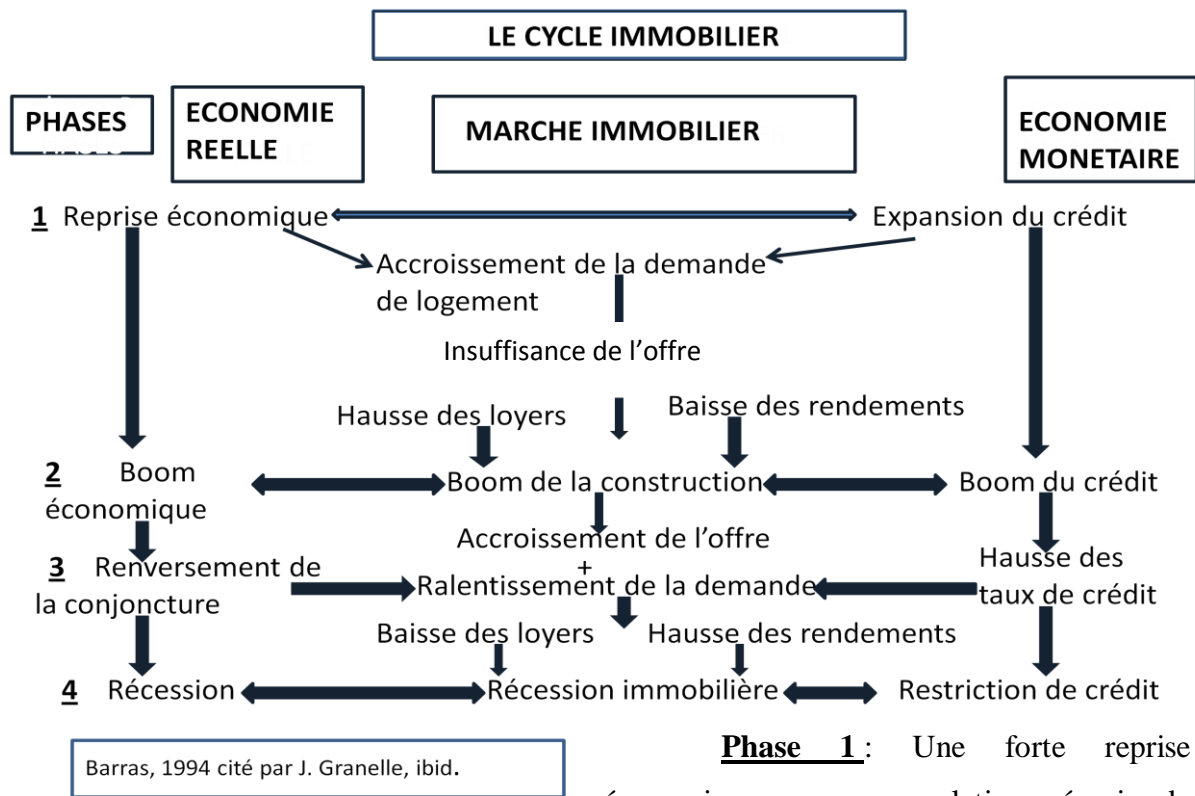 LE CYCLE IMMOBILIER
PHASES
ECONOMIE
REELLE
MARCHE IMMOBILIER
ECONOMIE
MONETAIRE
1 Reprise économique
Expansion du crédit
Accroissement de la demande
de logement
Insuffisance de l’offre
Hausse des loyers
Baisse des rendements
2 Boom
économique
Boom de la construction
Boom du crédit
Accroissement de l’offre
+
Ralentissement de la demande
3 Renversement de
la conjoncture
Hausse des
taux de crédit
Baisse des loyers
Hausse des rendements
4 Récession
Récession immobilière
Restriction de crédit
Barras, 1994 cité par J. Granelle, ibid.
Phase 1 : Une forte reprise